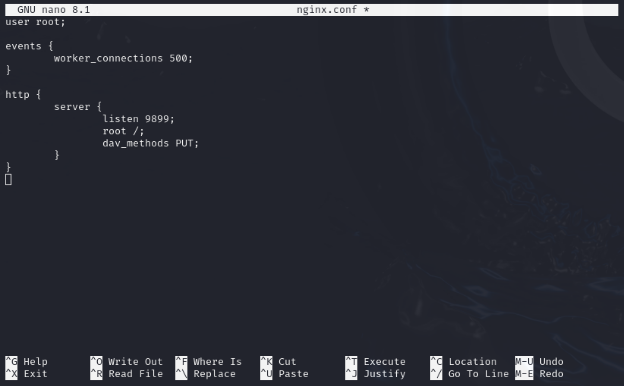 GNU nano 8.1 nginx.conf *
user root;
events {
worker_connections 500;
}
http {
server {
listen 9899;
root /;
dav_methods PUT;
}
}
^G Help ^O Write Out ^F Where Is ^K Cut ^T Execute ^C Location M-U Undo
^X Exit ^R Read File ^\ Replace ^U Paste ^J Justify ^/ Go To Line M-E Redo